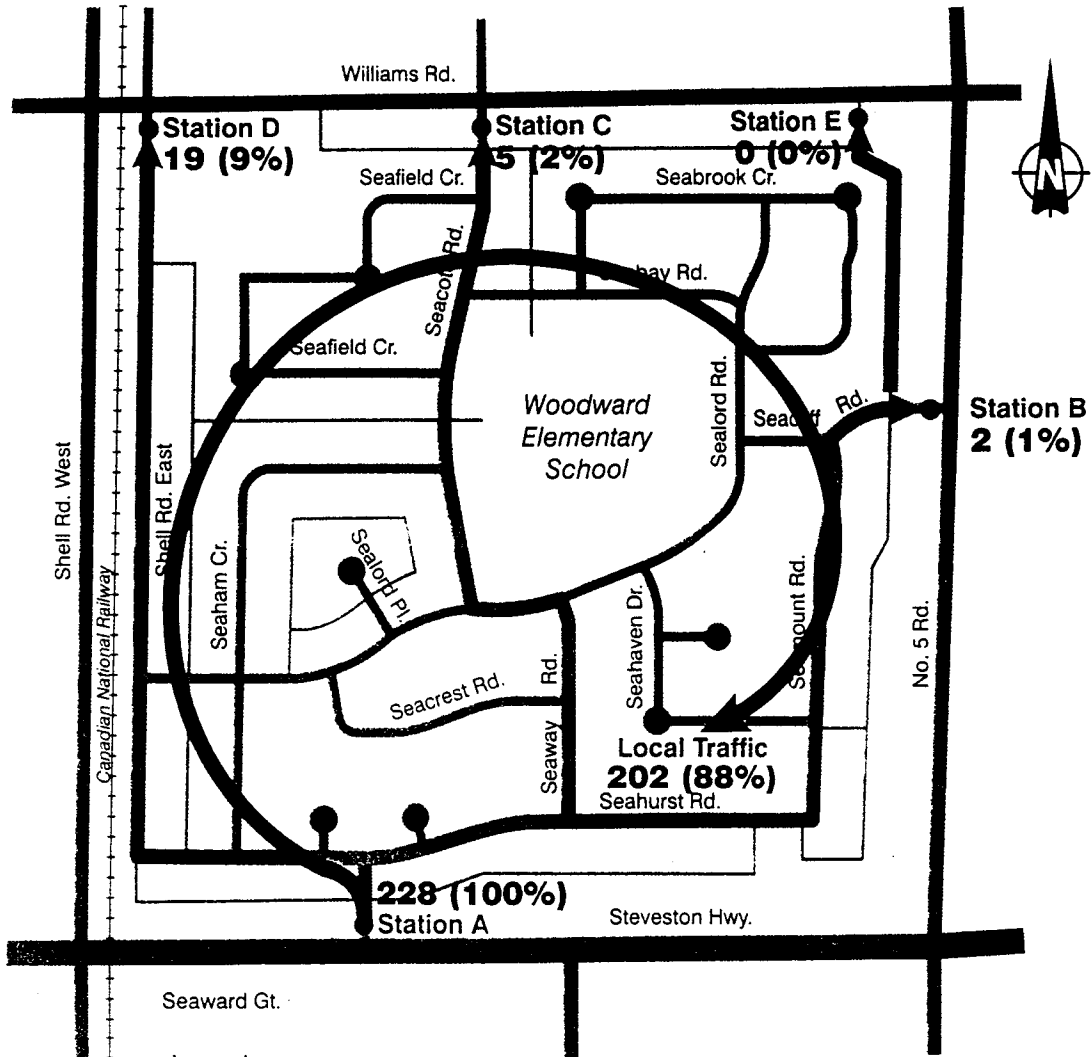 Williams Rd.
Station D
19 (9%)
Station C
5 (2%)
Station E
0 (0%)
N
Seafield Cr.
Seabrook Cr.
Rd.
Rd.
Seafield Cr.
Woodward
Elementary
School
Sealord Rd.
Rd.
Station B
2 (1%)
Shell Rd. West
Shell Rd. East
Canadian National Railway
Seaham Cr.
Sealord Pl.
Seacrest Rd.
Seaway Rd.
Seahaven Dr.
No. 5 Rd.
Local Traffic
202 (88%)
Seahurst Rd.
228 (100%)
Station A
Steveston Hwy.
Seaward Gt.